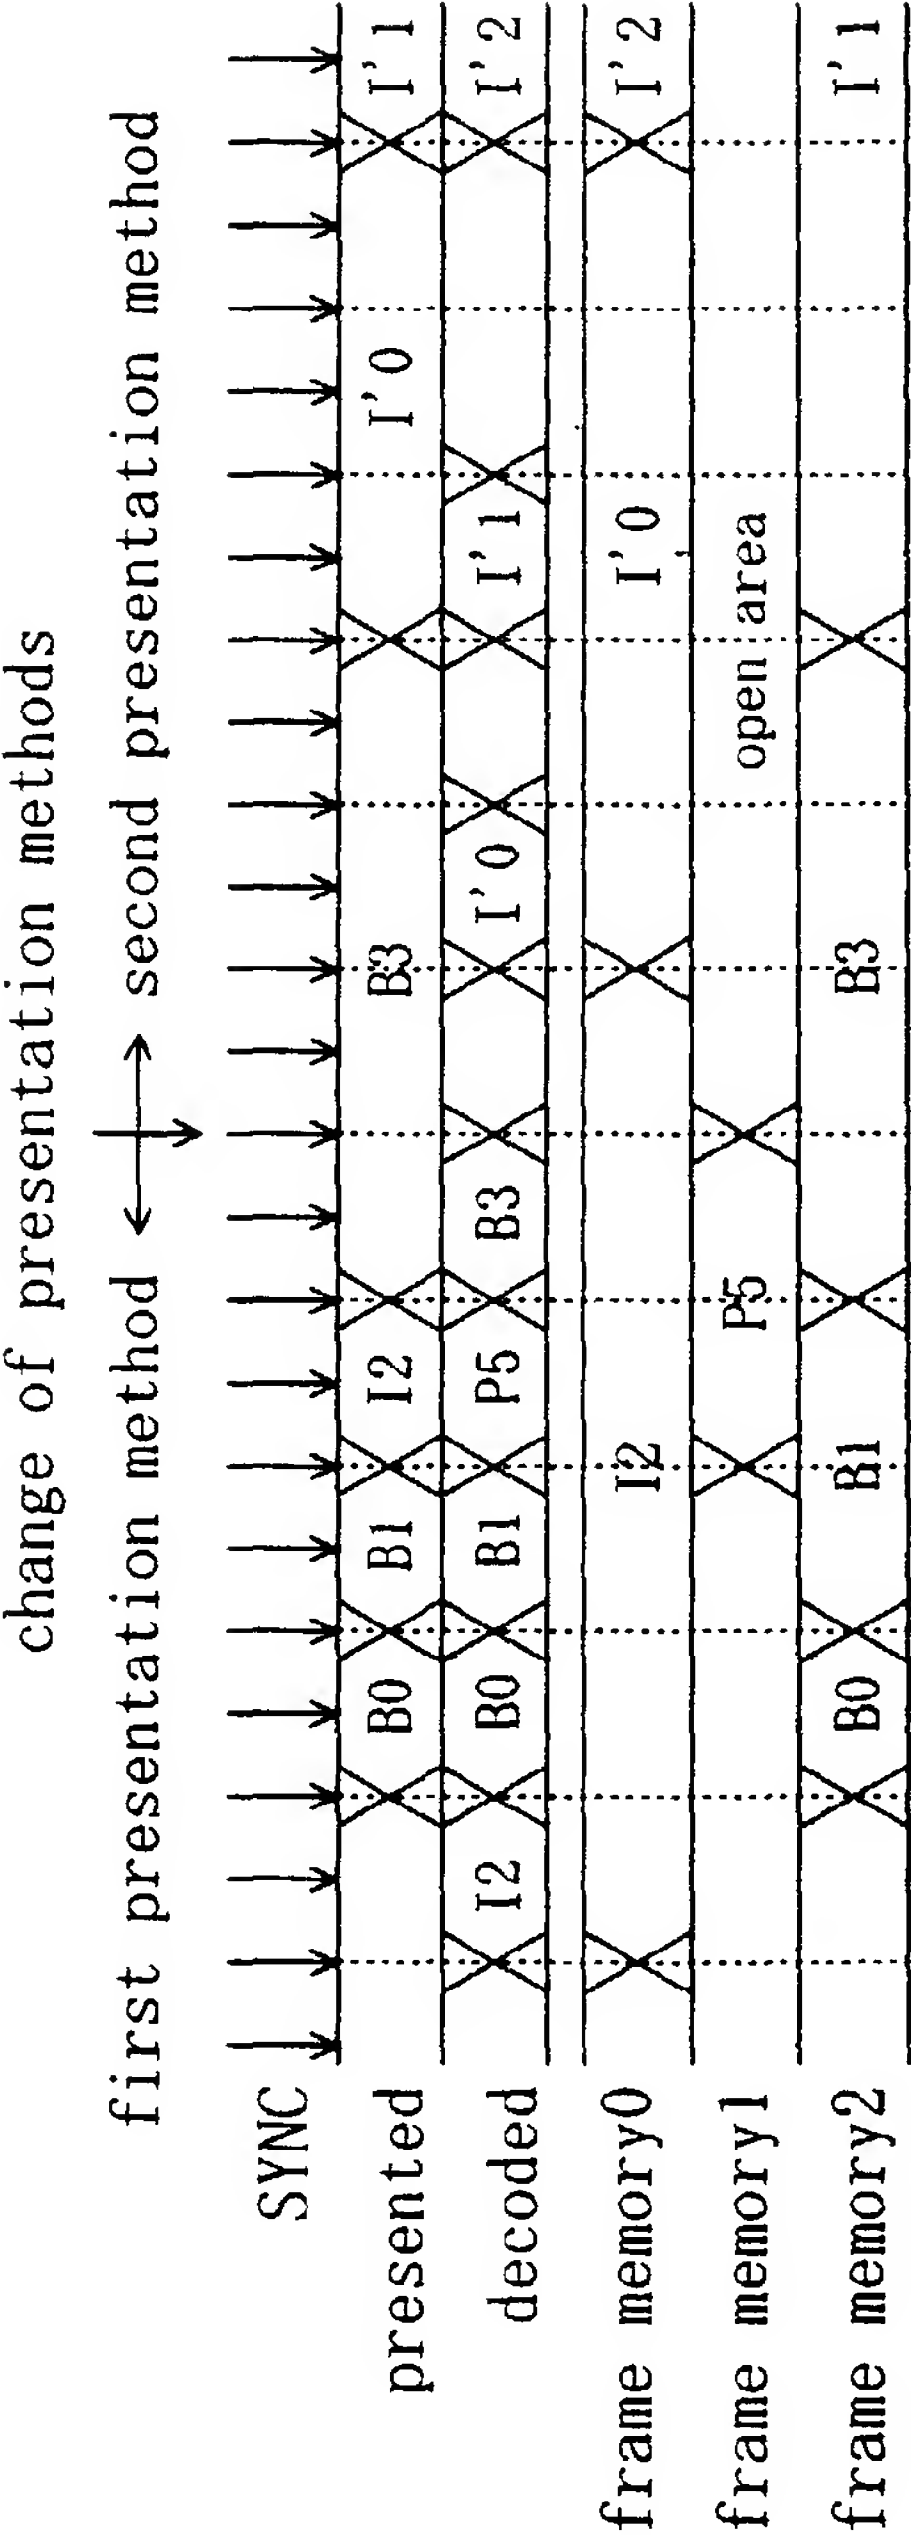 change of presentation methods
first presentation method
second presentation method
SYNC
presented B0 B1 I2 B3 I'0 I'1
decoded I2 B0 B1 P5 B3 I'0 I'1 I'2
frame memory0 I2 I'0 I'2
frame memory1 P5 open area
frame memory2 B0 B1 B3 I'1